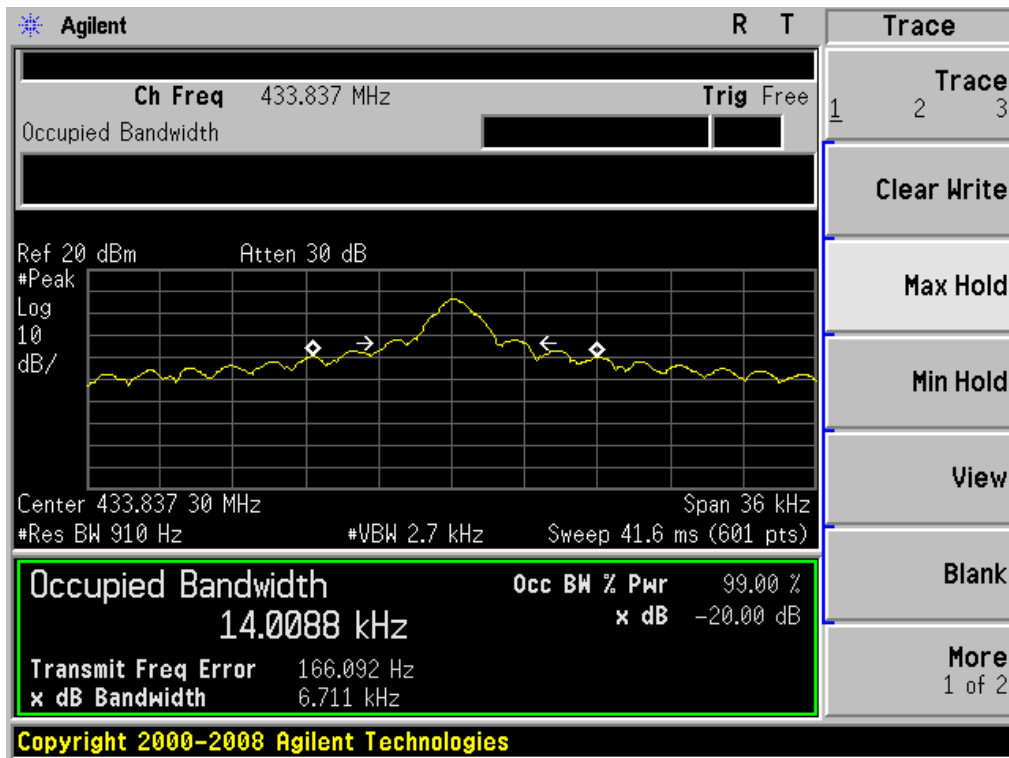 Agilent R T Trace
Ch Freq 433.837 MHz Trig Free
Occupied Bandwidth
Trace
1 2 3
Clear Write
Max Hold
Min Hold
View
Blank
More
1 of 2
Ref 20 dBm Atten 30 dB
#Peak
Log
10
dB/
Center 433.837 30 MHz Span 36 kHz
#Res BW 910 Hz #VBW 2.7 kHz Sweep 41.6 ms (601 pts)
Occupied Bandwidth
14.0088 kHz
Occ BW % Pwr 99.00 %
x dB -20.00 dB
Transmit Freq Error 166.092 Hz
x dB Bandwidth 6.711 kHz
Copyright 2000-2008 Agilent Technologies